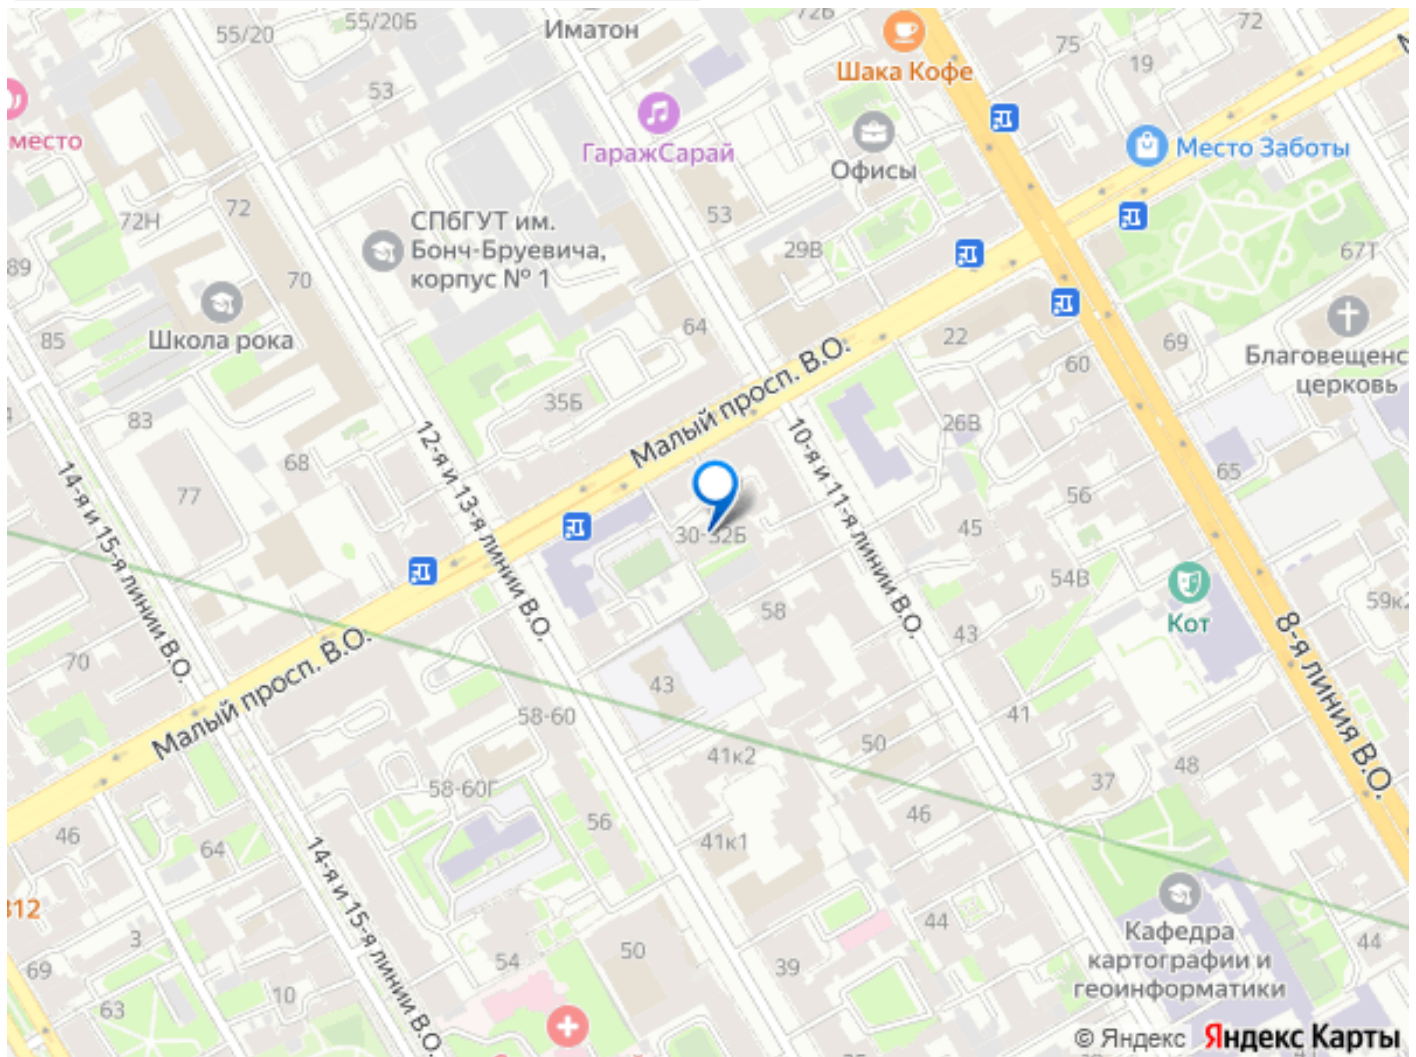 55/20
55/20Б
Иматон
72Б
72
75
19
Шака Кофе
53
место
ГаражСарай
Офисы
Место Заботы
72Н
72
СПбГУТ им.
Бонч-Бруевича,
корпус № 1
53
29В
67Т
89
70
Школа рока
85
64
22
69
60
Благовещенс
церковь
Малый просп. В.О.
83
35Б
68
77
12-я и 13-я линии В.О.
10-я и 11-я линии В.О.
26В
65
56
14-я и 15-я линии В.О.
30-32Б
45
54В
Кот
59к2
58
43
8-я линия В.О.
70
Малый просп. В.О.
43
58-60
41
41к2
50
48
37
58-60Г
46
56
46
64
41к1
14-я и 15-я линии В.О.
312
3
44
Кафедра
картографии и
геоинформатики
44
69
54
50
39
10
63
35
© Яндекс
Яндекс Карты